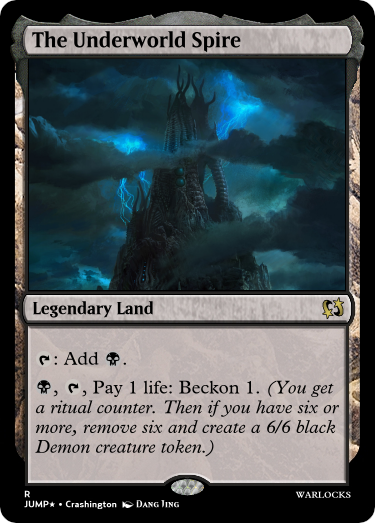 The Underworld Spire
Legendary Land
: Add .
, , Pay 1 life: Beckon 1. (You get
a ritual counter. Then if you have six or
more, remove six and create a 6/6 black
Demon creature token.)
R
WARLOCKS
JUMP★ • Crashington Dang Jing